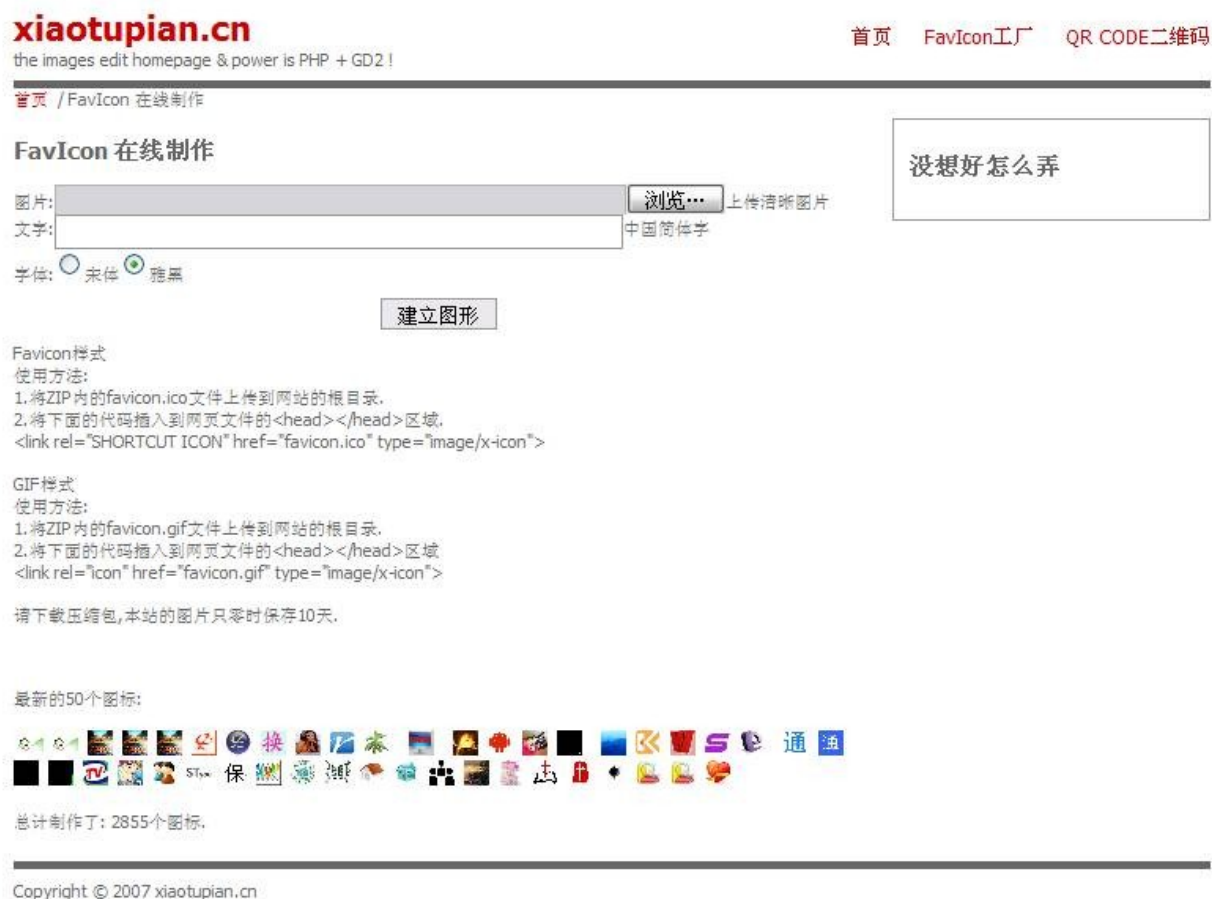 xiaotupian.cn
the images edit homepage & power is PHP + GD2 !
首页 FavIcon工厂 QR CODE二维码
首页 / FavIcon 在线制作
FavIcon 在线制作
没想好怎么弄
图片: 浏览… 上传清晰图片
文字: 中国简体字
字体: 宋体 雅黑
建立图形
Favicon样式
使用方法:
1.将ZIP内的favicon.ico文件上传到网站的根目录.
2.将下面的代码插入到网页文件的<head></head>区域.
<link rel="SHORTCUT ICON" href="favicon.ico" type="image/x-icon">
GIF样式
使用方法:
1.将ZIP内的favicon.gif文件上传到网站的根目录.
2.将下面的代码插入到网页文件的<head></head>区域
<link rel="icon" href="favicon.gif" type="image/x-icon">
请下载压缩包,本站的图片只零时保存10天.
最新的50个图标:
换 通 通
TV 保
总计制作了: 2855个图标.
Copyright © 2007 xiaotupian.cn